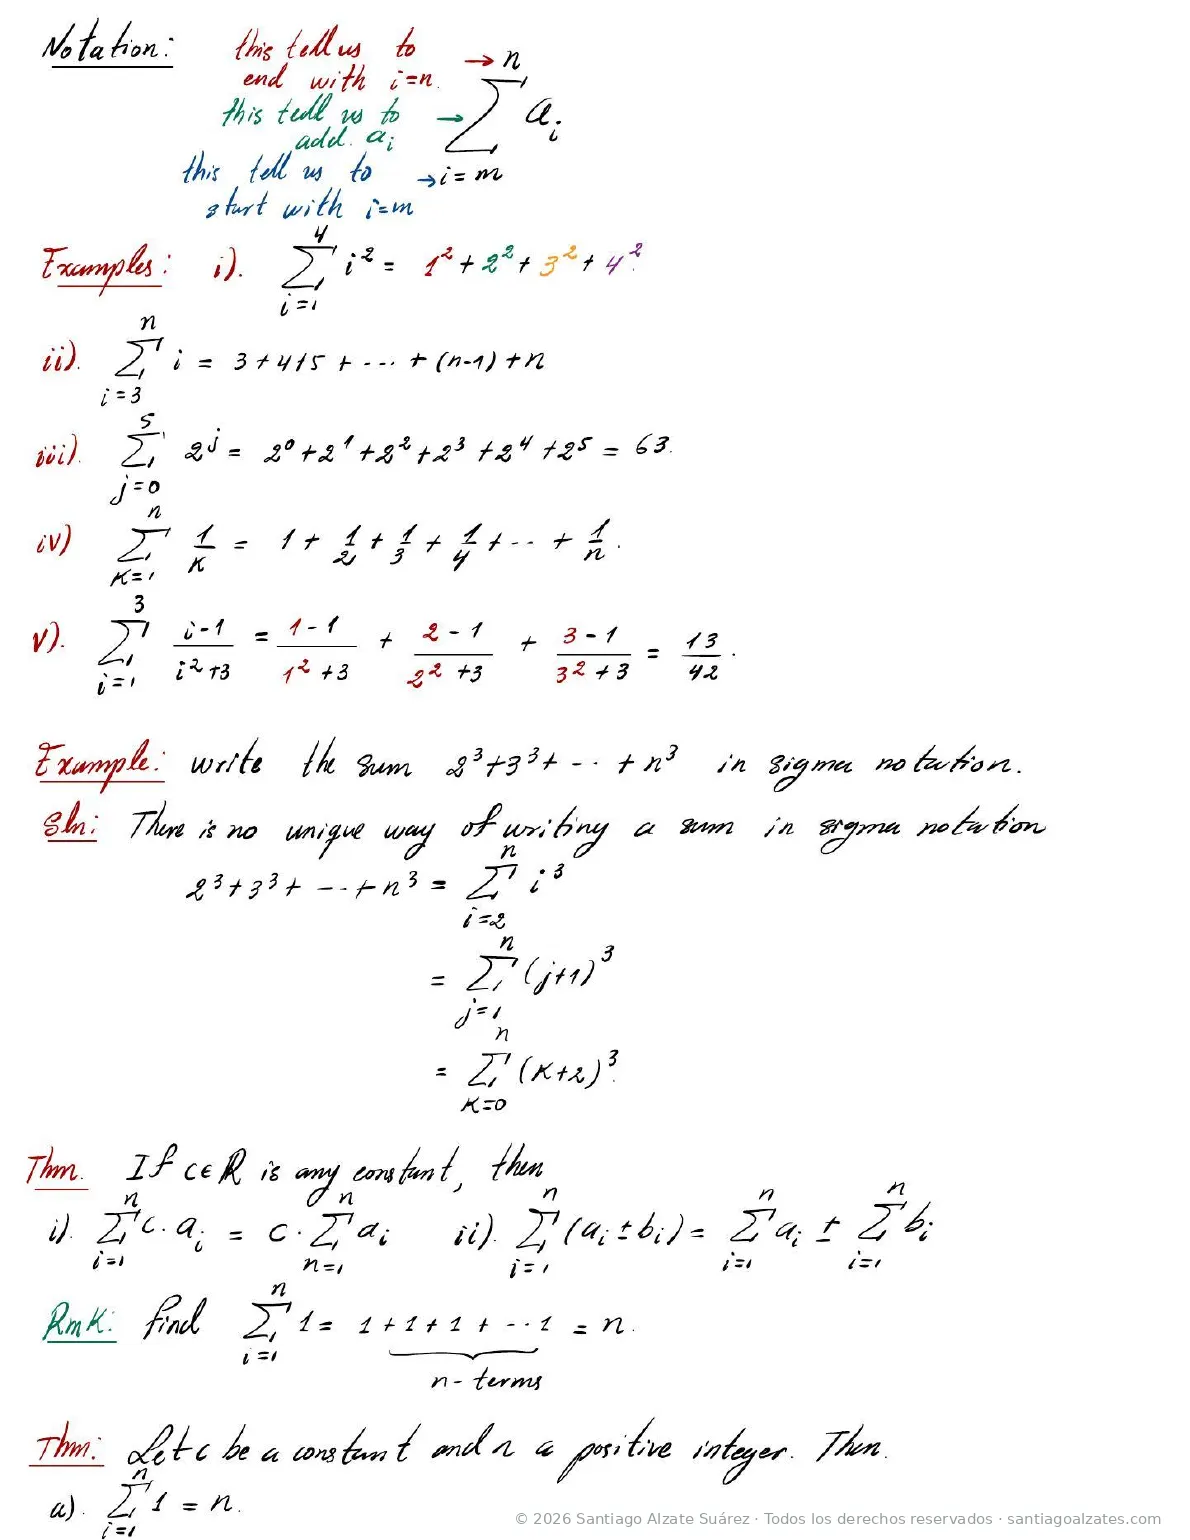 Notation: this tell us to → n
end with i=n.
this tell us to → ∑ a_i
add. a_i
this tell us to → i = m
start with i=m
Examples: i). ∑_{i=1}^{4} i² = 1² + 2² + 3² + 4².
ii). ∑_{i=3}^{n} i = 3+4+5 + --- + (n-1) + n
iii). ∑_{j=0}^{5} 2^j = 2⁰+2¹+2²+2³+2⁴+2⁵ = 63.
iv) ∑_{k=1}^{n} 1/k = 1 + 1/2 + 1/3 + 1/4 + -- + 1/n.
v). ∑_{i=1}^{3} (i-1)/(i²+3) = (1-1)/(1²+3) + (2-1)/(2²+3) + (3-1)/(3²+3) = 13/42.
Example: write the sum 2³+3³+ -- + n³ in sigma notation.
Sln: There is no unique way of writing a sum in sigma notation
2³+3³+ --- + n³ = ∑_{i=2}^{n} i³
= ∑_{j=1}^{n} (j+1)³
= ∑_{k=0}^{n} (k+2)³.
Thm. If c∈ℝ is any constant, then
i). ∑_{i=1}^{n} c·a_i = c·∑_{n=1}^{n} a_i ii). ∑_{i=1}^{n} (a_i ± b_i) = ∑_{i=1}^{n} a_i ± ∑_{i=1}^{n} b_i
Rmk: find ∑_{i=1}^{n} 1 = 1+1+1+ --·1 = n.
n-terms
Thm: Let c be a constant and n a positive integer. Then.
a). ∑_{i=1}^{n} 1 = n.
© 2026 Santiago Alzate Suárez · Todos los derechos reservados · santiagoalzates.com